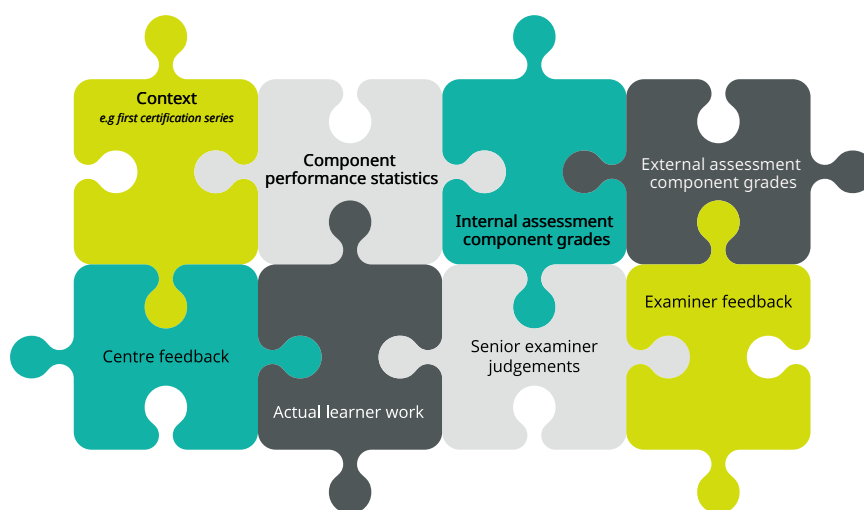 Context
e.g first certification series
Component
performance statistics
Internal assessment
component grades
External assessment
component grades
Centre feedback
Actual learner work
Senior examiner
judgements
Examiner feedback